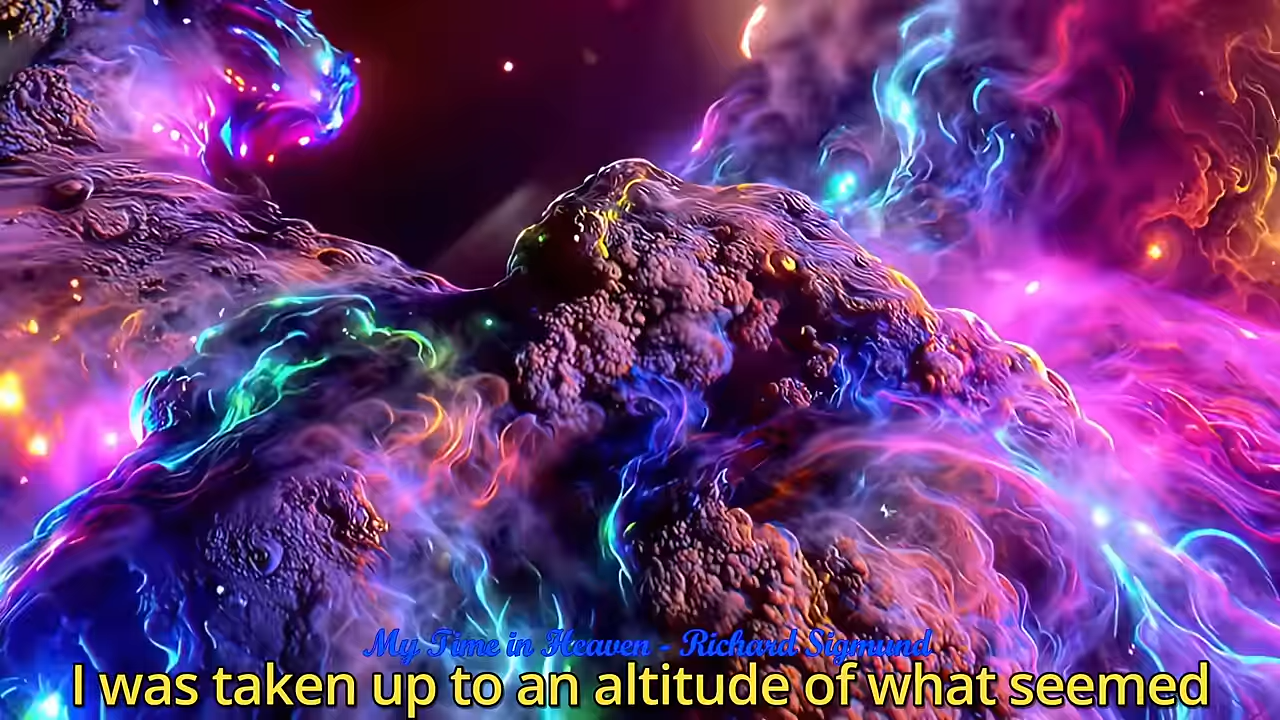 My Time in Heaven - Richard Sigmund
I was taken up to an altitude of what seemed